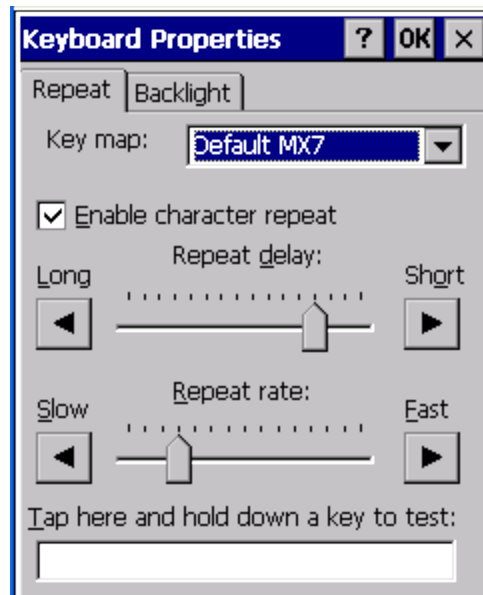 Keyboard Properties ? OK ×
Repeat Backlight
Key map: Default MX7
Enable character repeat
Repeat delay:
Long Short
Repeat rate:
Slow Fast
Tap here and hold down a key to test: